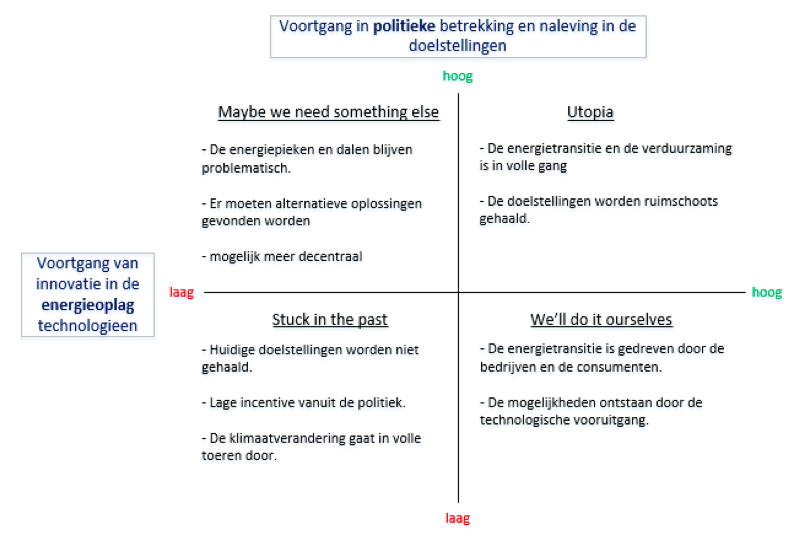 Voortgang in politieke betrekking en naleving in de
doelstellingen
hoog
Maybe we need something else
- De energiepieken en dalen blijven
problematisch.
- Er moeten alternatieve oplossingen
gevonden worden
- mogelijk meer decentraal
Utopia
- De energietransitie en de verduurzaming
is in volle gang
- De doelstellingen worden ruimschoots
gehaald.
Voortgang van
innovatie in de
energieoplag
technologieen
laag
hoog
Stuck in the past
- Huidige doelstellingen worden niet
gehaald.
- Lage incentive vanuit de politiek.
- De klimaatverandering gaat in volle
toeren door.
We'll do it ourselves
- De energietransitie is gedreven door de
bedrijven en de consumenten.
- De mogelijkheden ontstaan door de
technologische vooruitgang.
laag